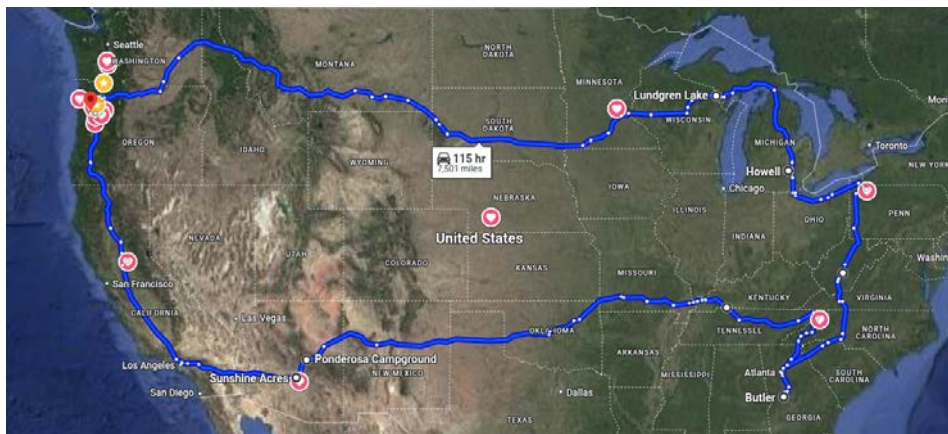 Seattle
WASHINGTON
MONTANA
NORTH
DAKOTA
MINNESOTA
Lundgren Lake
WISCONSIN
SOUTH
DAKOTA
OREGON
IDAHO
WYOMING
115 hr
7,501 miles
MICHIGAN
Toronto
Howell
NEW YORK
Chicago
IOWA
NEBRASKA
PENN
OHIO
ILLINOIS
INDIANA
United States
NEVADA
UTAH
COLORADO
KANSAS
MISSOURI
Washing
San Francisco
CALIFORNIA
KENTUCKY
VIRGINIA
Las Vegas
OKLAHOMA
TENNESSEE
NORTH
CAROLINA
Los Angeles
Ponderosa Campground
ARKANSAS
Sunshine Acres
NEW MEXICO
Atlanta
SOUTH
CAROLINA
San Diego
Dallas
MISSISSIPPI
Butler
TEXAS
GEORGIA